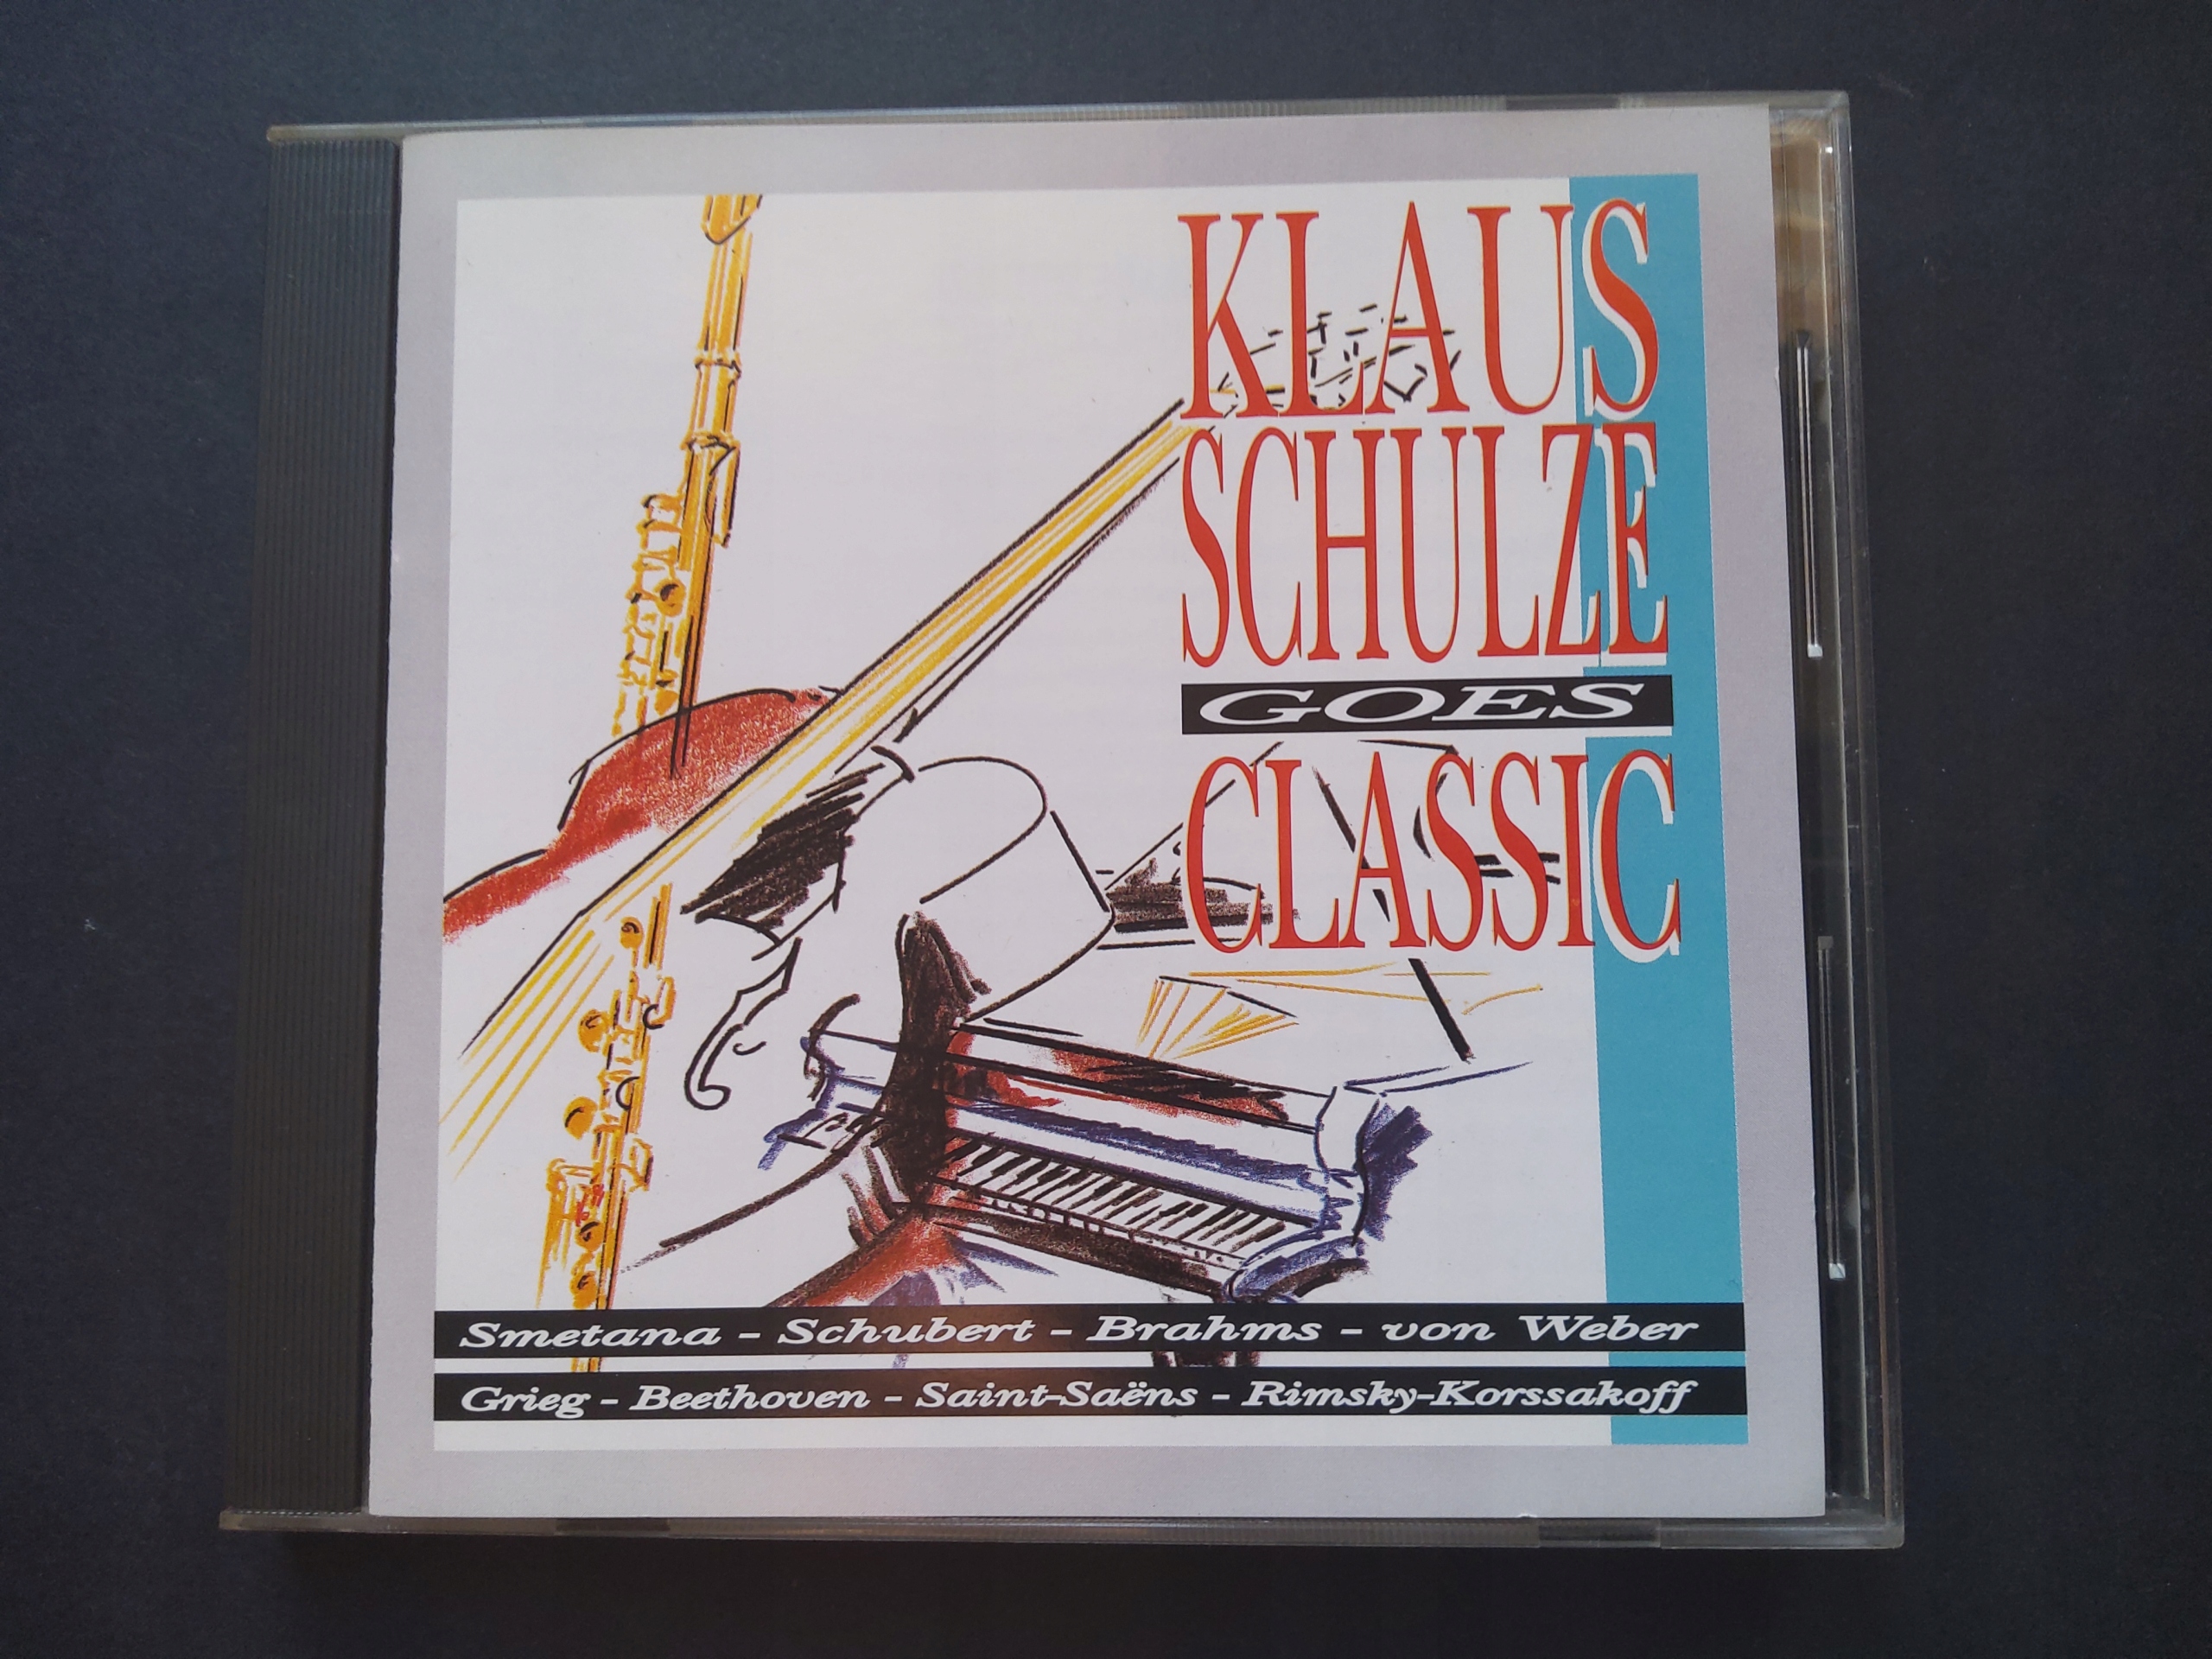 KLAUS
SCHULZE
GOES
CLASSIC
Smetana - Schubert - Brahms - von Weber
Grieg - Beethoven - Saint-Saëns - Rimsky-Korssakoff